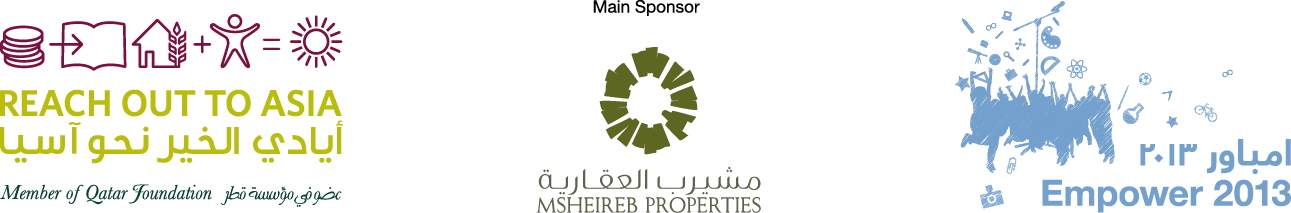 REACH OUT TO ASIA
أيادي الخير نحو آسيا
Member of Qatar Foundation عضو في مؤسسة قطر
Main Sponsor
مشيرب العقارية
MSHEIREB PROPERTIES
امباور ٢٠١٣
Empower 2013